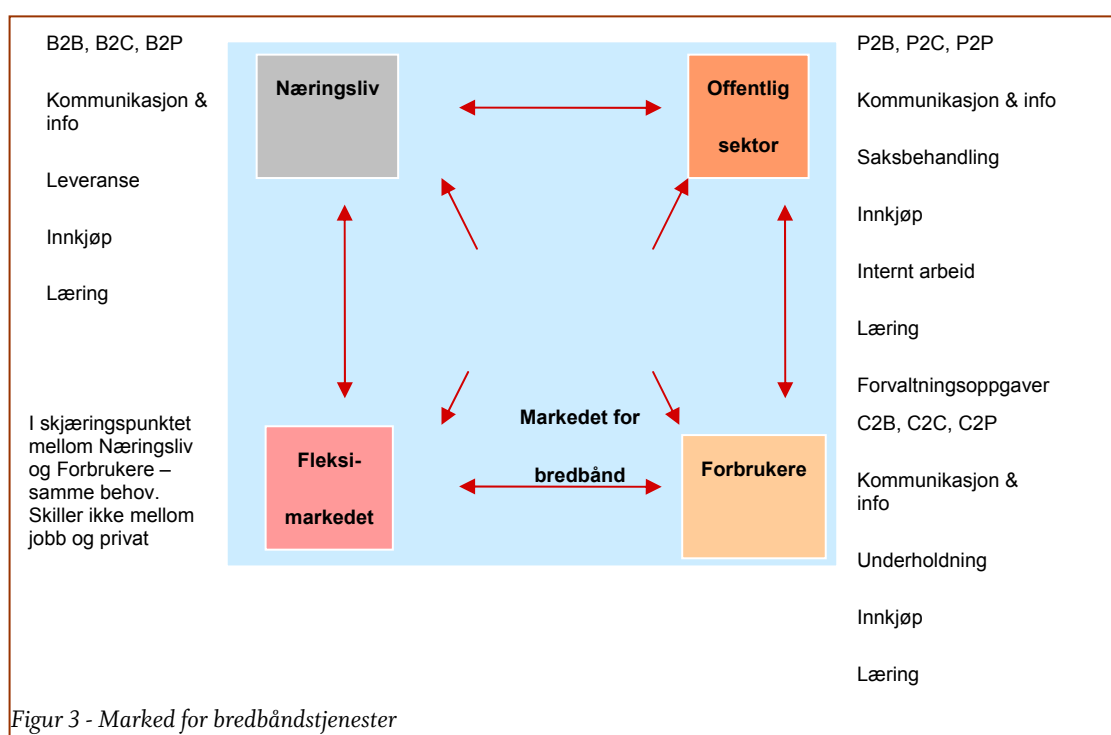 B2B, B2C, B2P
Kommunikasjon &
info
Leveranse
Innkjøp
Læring
I skjæringspunktet
mellom Næringsliv
og Forbrukere –
samme behov.
Skiller ikke mellom
jobb og privat
Næringsliv
Offentlig
sektor
Fleksi-
markedet
Markedet for
bredbånd
Forbrukere
P2B, P2C, P2P
Kommunikasjon & info
Saksbehandling
Innkjøp
Internt arbeid
Læring
Forvaltningsoppgaver
C2B, C2C, C2P
Kommunikasjon &
info
Underholdning
Innkjøp
Læring
Figur 3 - Marked for bredbåndstjenester